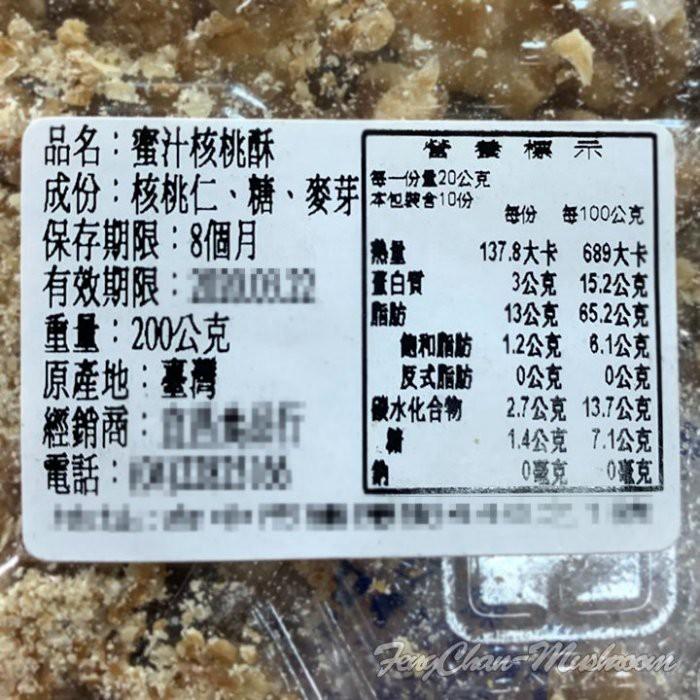 品名：蜜汁核桃酥
成份：核桃仁、糖、麥芽
保存期限：8個月
有效期限：
重量：200公克
原產地：臺灣
經銷商：
電話：
營養標示
每一份量20公克
本包裝含10份
每份 每100公克
熱量 137.8大卡 689大卡
蛋白質 3公克 15.2公克
脂肪 13公克 65.2公克
飽和脂肪 1.2公克 6.1公克
反式脂肪 0公克 0公克
碳水化合物 2.7公克 13.7公克
糖 1.4公克 7.1公克
鈉 0毫克 0毫克
FengChan-Mushroom